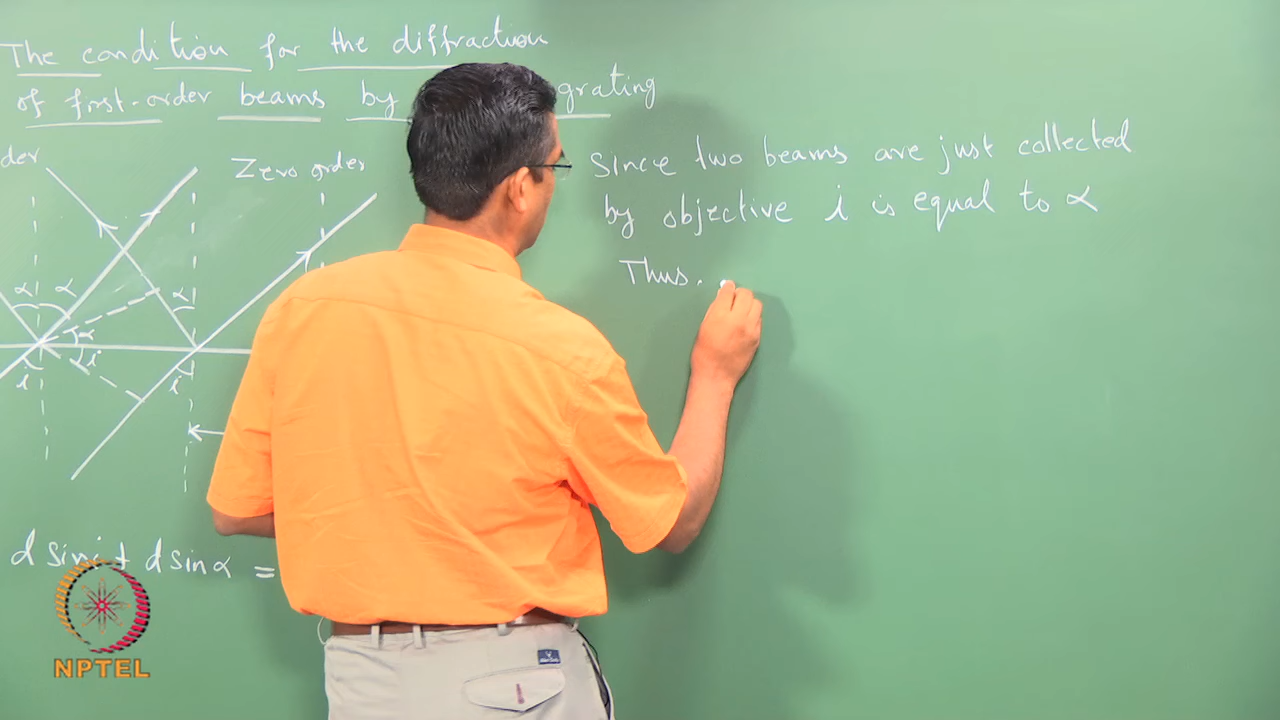 The condition for the diffraction
of first-order beams by grating
der
Zero order
α α α
α
i
i i
d sin i + d sin α =
Since two beams are just collected
by objective i is equal to α
Thus.
NPTEL